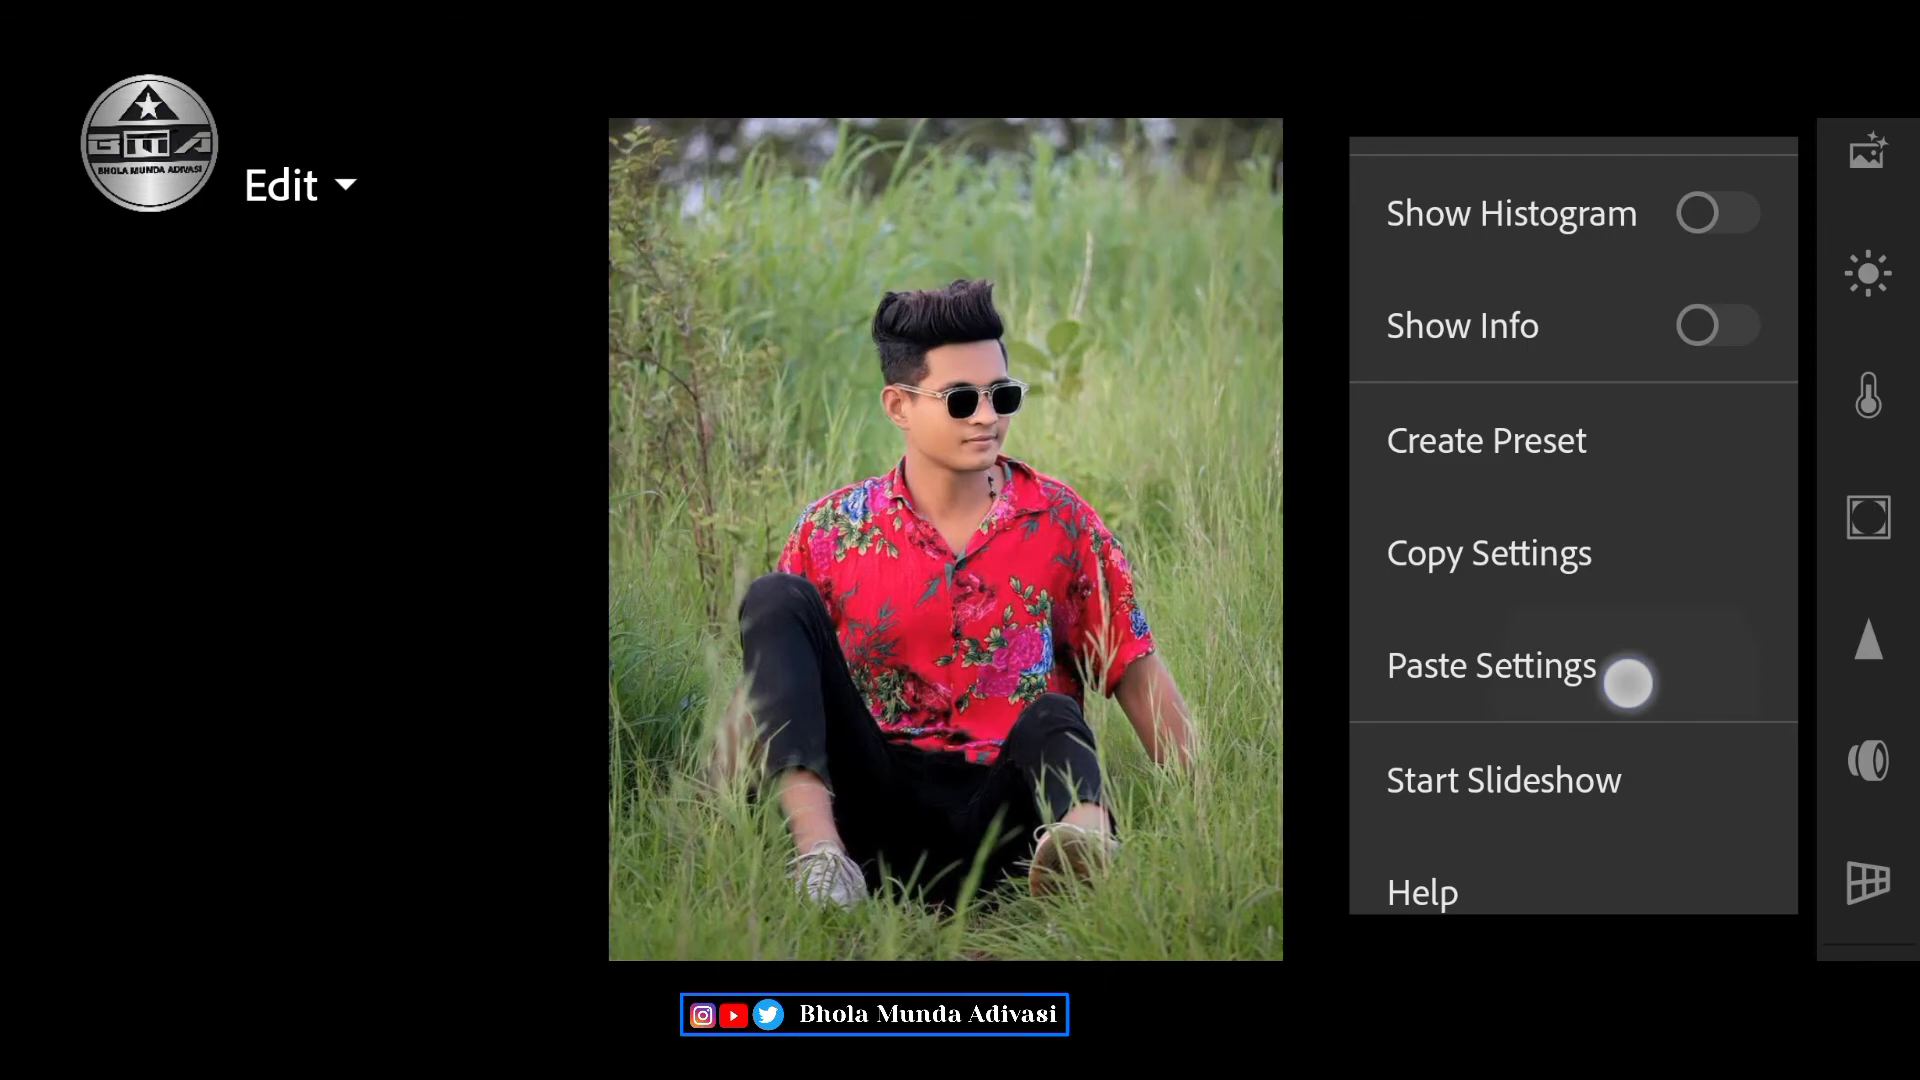 BMA
BHOLA MUNDA ADIVASI
Edit
Show Histogram
Show Info
Create Preset
Copy Settings
Paste Settings
Start Slideshow
Help
Bhola Munda Adivasi